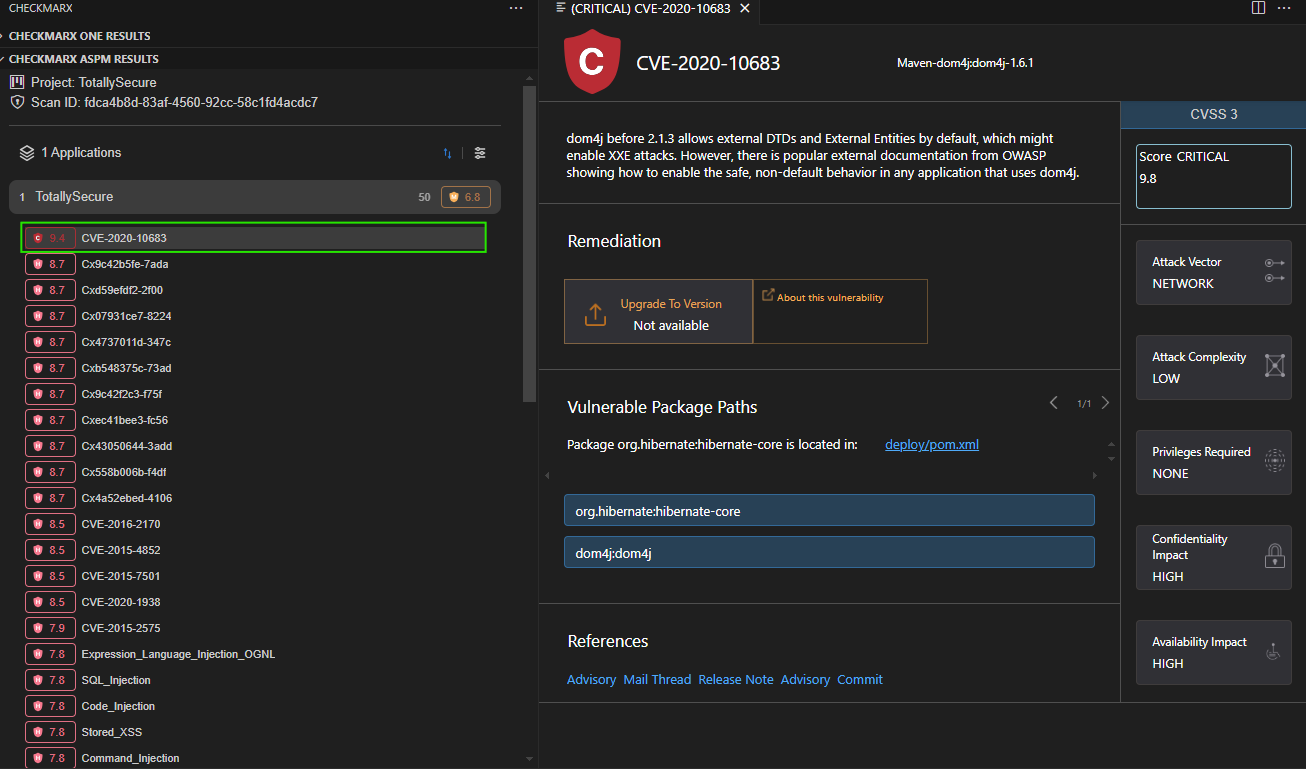 CHECKMARX
CHECKMARX ONE RESULTS
CHECKMARX ASPM RESULTS
Project: TotallySecure
Scan ID: fdca4b8d-83af-4560-92cc-58c1fd4acdc7
1 Applications
1 TotallySecure 50 6.8
C 9.4 CVE-2020-10683
H 8.7 Cx9c42b5fe-7ada
H 8.7 Cxd59efdf2-2f00
H 8.7 Cx07931ce7-8224
H 8.7 Cx4737011d-347c
H 8.7 Cxb548375c-73ad
H 8.7 Cx9c42f2c3-f75f
H 8.7 Cxec41bee3-fc56
H 8.7 Cx43050644-3add
H 8.7 Cx558b006b-f4df
H 8.7 Cx4a52ebed-4106
H 8.5 CVE-2016-2170
H 8.5 CVE-2015-4852
H 8.5 CVE-2015-7501
H 8.5 CVE-2020-1938
H 7.9 CVE-2015-2575
H 7.8 Expression_Language_Injection_OGNL
H 7.8 SQL_Injection
H 7.8 Code_Injection
H 7.8 Stored_XSS
H 7.8 Command_Injection
(CRITICAL) CVE-2020-10683
C
CVE-2020-10683
Maven-dom4j:dom4j-1.6.1
dom4j before 2.1.3 allows external DTDs and External Entities by default, which might
enable XXE attacks. However, there is popular external documentation from OWASP
showing how to enable the safe, non-default behavior in any application that uses dom4j.
Remediation
Upgrade To Version
Not available
About this vulnerability
Vulnerable Package Paths
1/1
Package org.hibernate:hibernate-core is located in: deploy/pom.xml
org.hibernate:hibernate-core
dom4j:dom4j
References
Advisory Mail Thread Release Note Advisory Commit
CVSS 3
Score CRITICAL
9.8
Attack Vector
NETWORK
Attack Complexity
LOW
Privileges Required
NONE
Confidentiality
Impact
HIGH
Availability Impact
HIGH